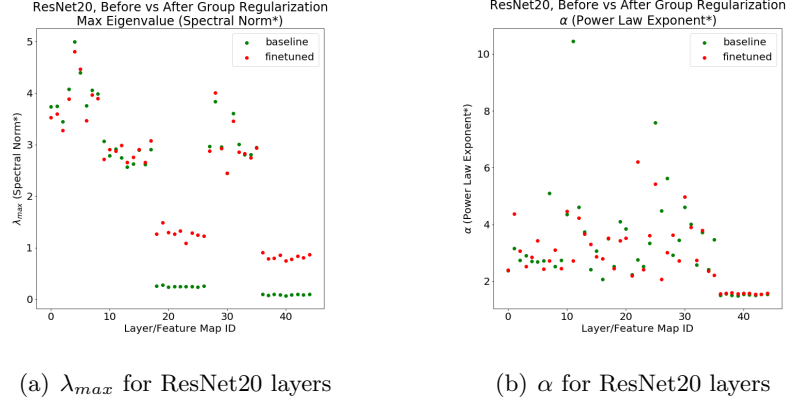 ResNet20, Before vs After Group Regularization
Max Eigenvalue (Spectral Norm*)
5
4
3
2
1
0
λmax (Spectral Norm*)
baseline
finetuned
0
10
20
30
40
Layer/Feature Map ID
ResNet20, Before vs After Group Regularization
α (Power Law Exponent*)
10
8
6
4
2
α (Power Law Exponent*)
baseline
finetuned
0
10
20
30
40
Layer/Feature Map ID
(a) λmax for ResNet20 layers
(b) α for ResNet20 layers